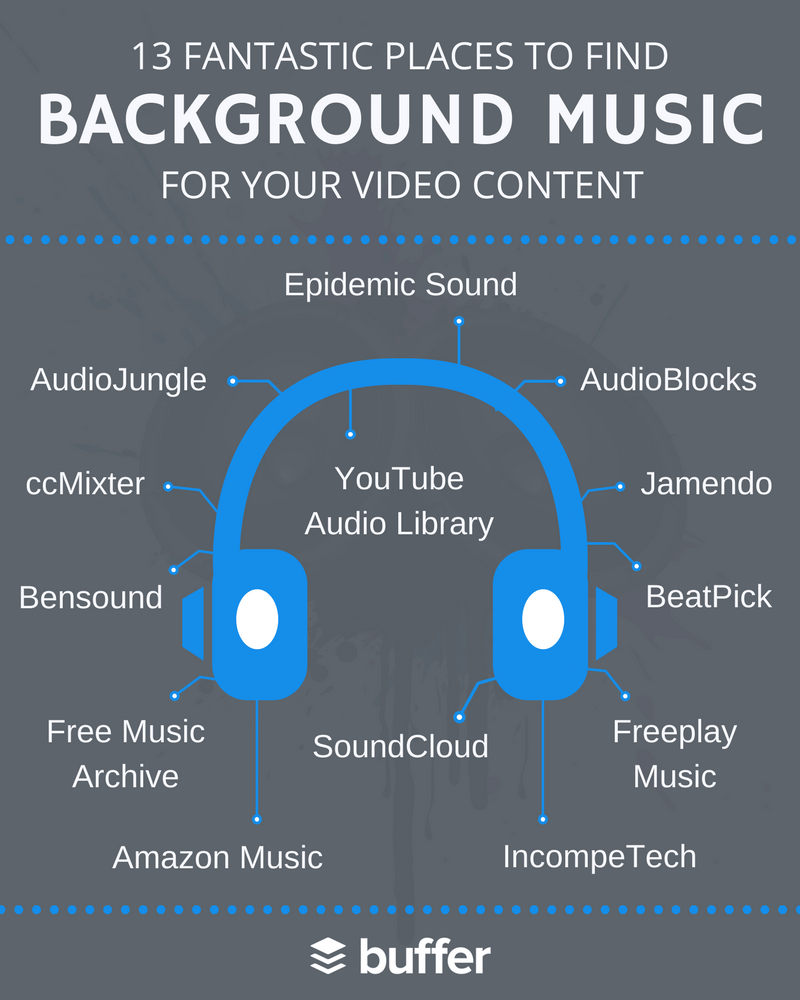 13 FANTASTIC PLACES TO FIND
BACKGROUND MUSIC
FOR YOUR VIDEO CONTENT
Epidemic Sound
AudioJungle
AudioBlocks
YouTube
Audio Library
ccMixter
Jamendo
Bensound
BeatPick
Free Music
Archive
SoundCloud
Freeplay
Music
Amazon Music
IncompeTech
buffer